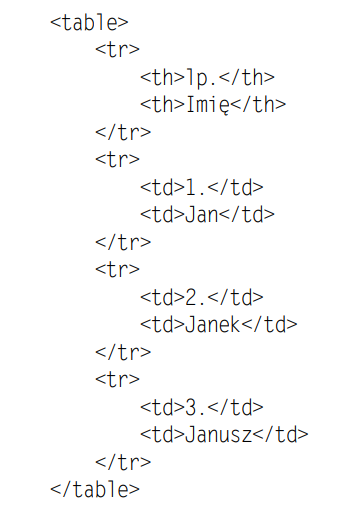 <table>
<tr>
<th>lp.</th>
<th>Imię</th>
</tr>
<tr>
<td>1.</td>
<td>Jan</td>
</tr>
<tr>
<td>2.</td>
<td>Janek</td>
</tr>
<tr>
<td>3.</td>
<td>Janusz</td>
</tr>
</table>